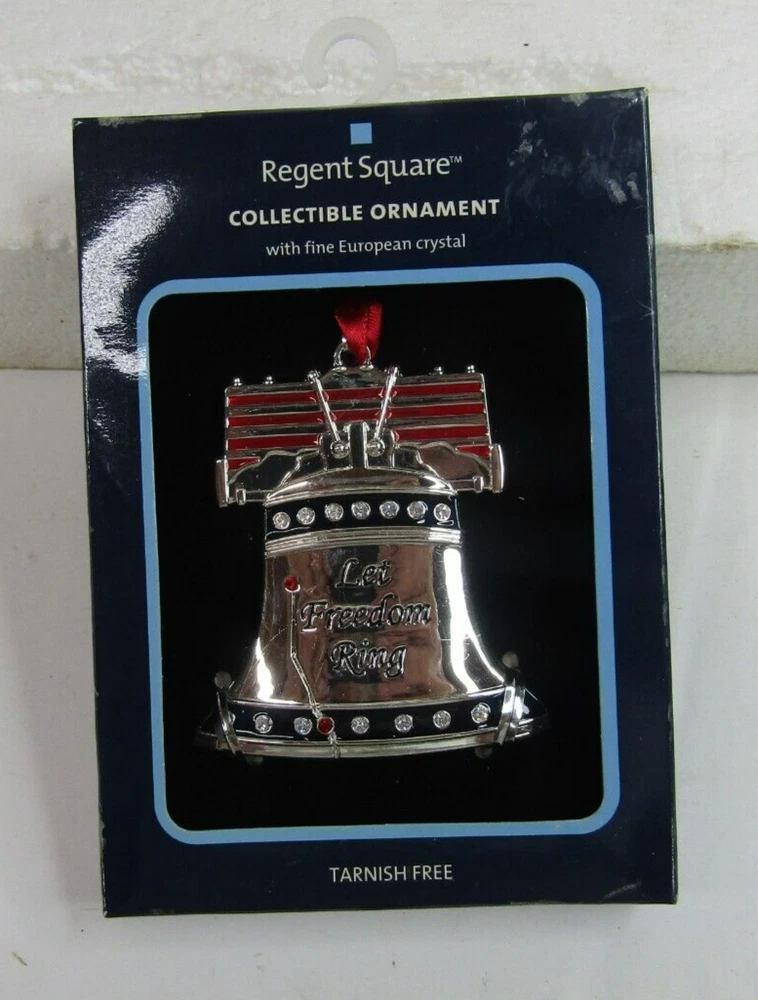 Regent Square™
COLLECTIBLE ORNAMENT
with fine European crystal
Let
Freedom
Ring
TARNISH FREE